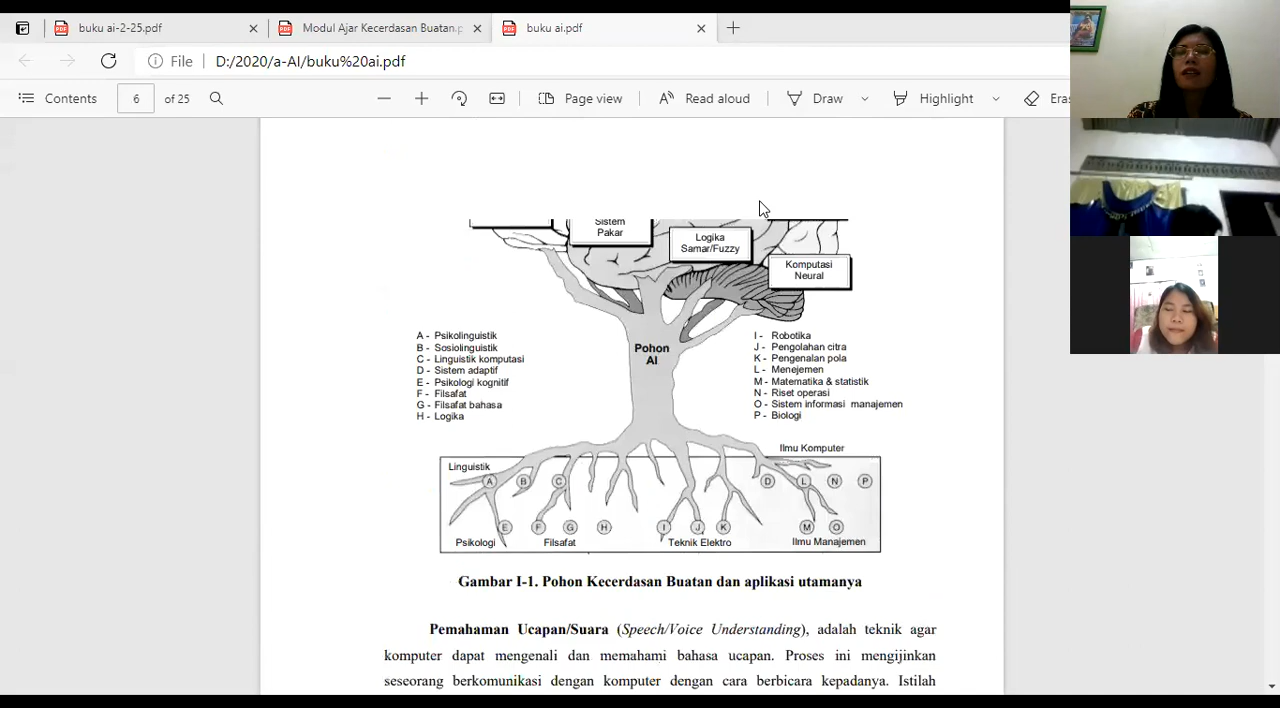 buku ai-2-25.pdf
Modul Ajar Kecerdasan Buatan.p
buku ai.pdf
File
D:/2020/a-AI/buku%20ai.pdf
Contents
6
of 25
Page view
Read aloud
Draw
Highlight
Eras
Sistem
Pakar
Logika
Samar/Fuzzy
Komputasi
Neural
Pohon
AI
A - Psikolinguistik
B - Sosiolinguistik
C - Linguistik komputasi
D - Sistem adaptif
E - Psikologi kognitif
F - Filsafat
G - Filsafat bahasa
H - Logika
I - Robotika
J - Pengolahan citra
K - Pengenalan pola
L - Menejemen
M - Matematika & statistik
N - Riset operasi
O - Sistem informasi manajemen
P - Biologi
Ilmu Komputer
Linguistik
A B C D L N P
E F G H I J K M O
Psikologi Filsafat Teknik Elektro Ilmu Manajemen
Gambar I-1. Pohon Kecerdasan Buatan dan aplikasi utamanya
Pemahaman Ucapan/Suara (Speech/Voice Understanding), adalah teknik agar
komputer dapat mengenali dan memahami bahasa ucapan. Proses ini mengijinkan
seseorang berkomunikasi dengan komputer dengan cara berbicara kepadanya. Istilah